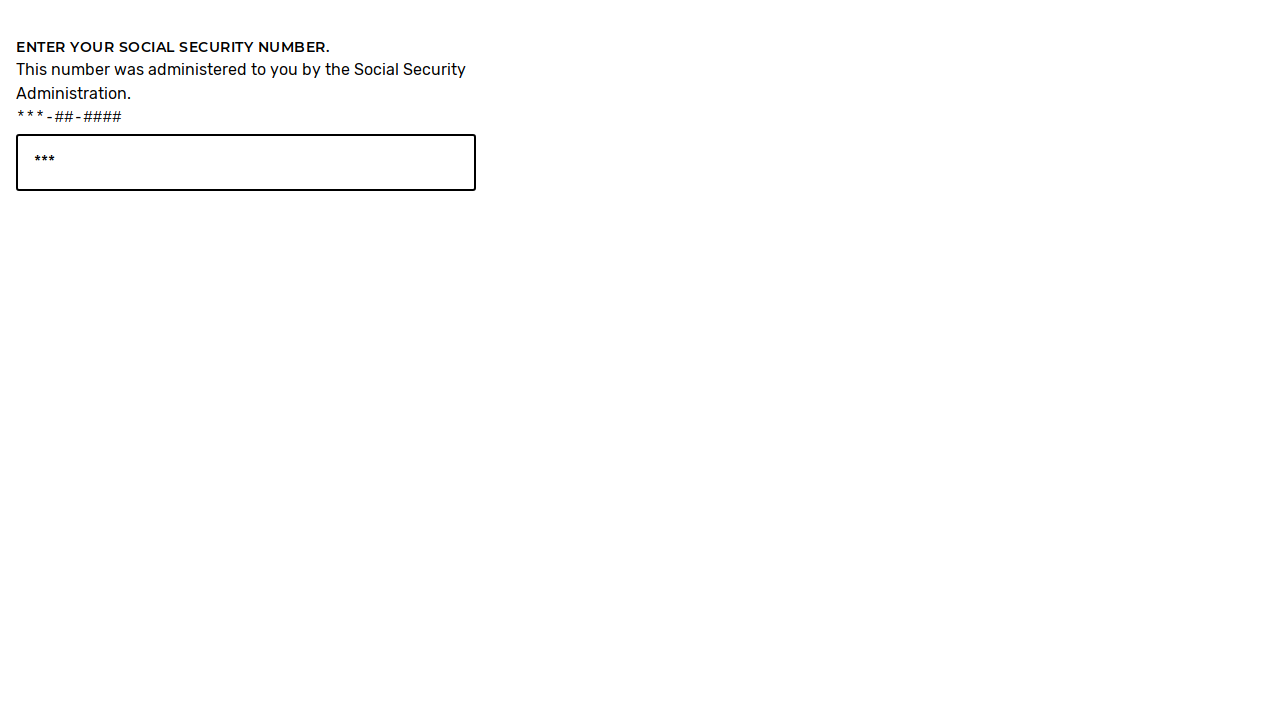 ENTER YOUR SOCIAL SECURITY NUMBER.
This number was administered to you by the Social Security
Administration.
***-##-####
***